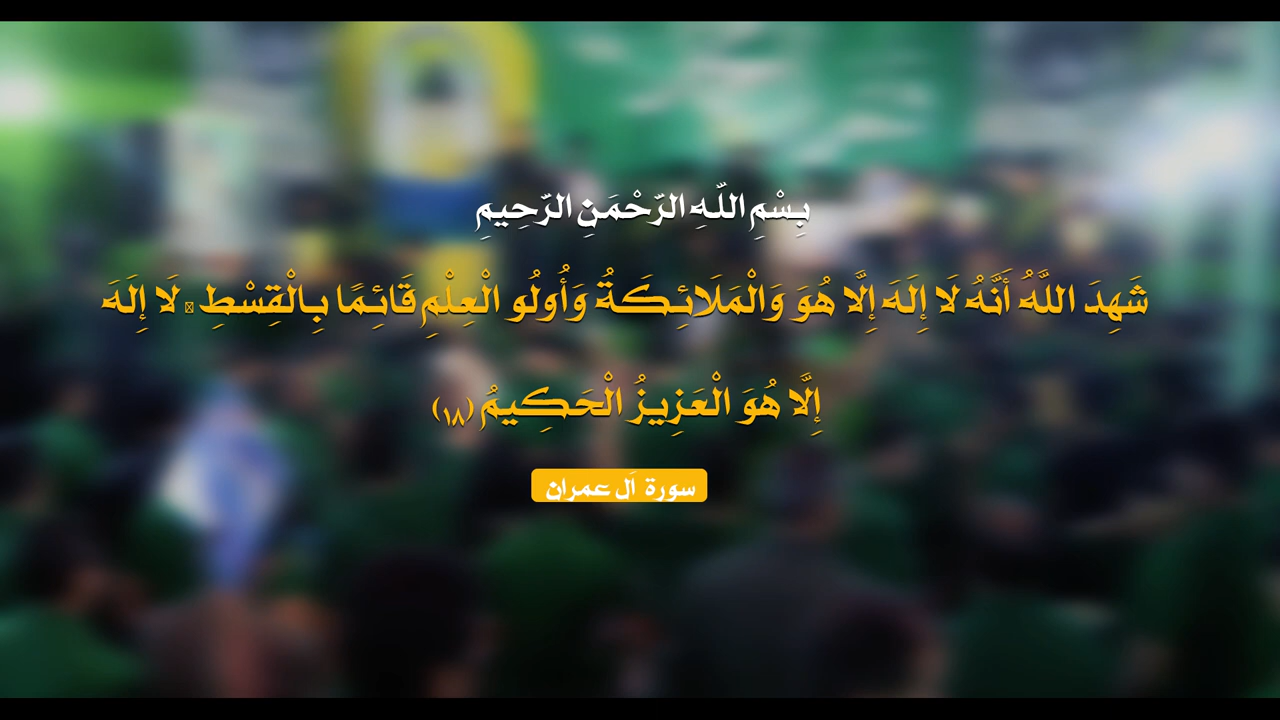 بِسْمِ اللّهِ الرّحْمَنِ الرّحِيمِ
شَهِدَ اللَّهُ أَنَّهُ لَا إِلَهَ إِلَّا هُوَ وَالْمَلَائِكَةُ وَأُولُو الْعِلْمِ قَائِمًا بِالْقِسْطِ لَا إِلَهَ
إِلَّا هُوَ الْعَزِيزُ الْحَكِيمُ (١٨)
سورة آل عمران